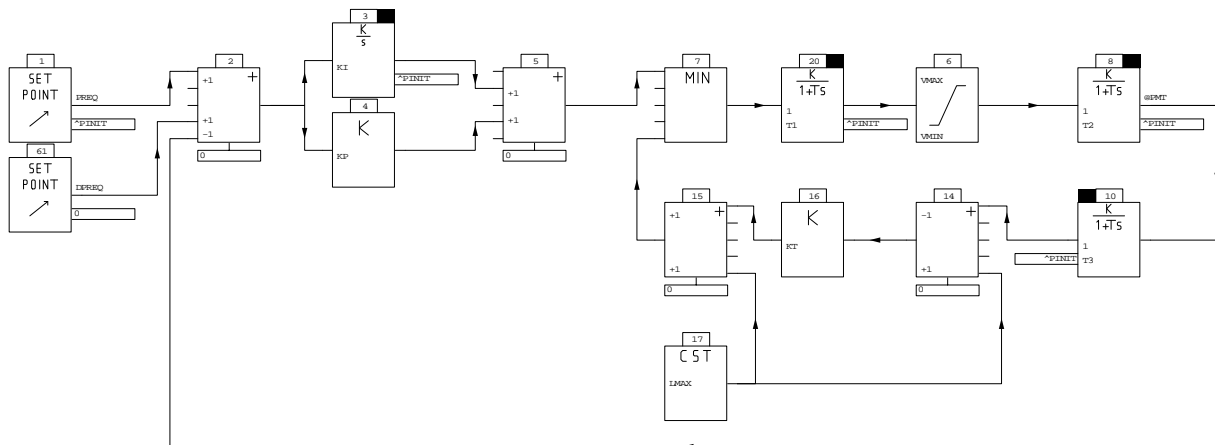 1
SET
POINT
PREQ
^PINIT
61
SET
POINT
DPREQ
0
2
+
+1
+1
-1
0
3
K
s
KI
^PINIT
4
K
KP
5
+
+1
+1
0
7
MIN
20
K
1+Ts
1
T1
^PINIT
6
VMAX
VMIN
8
K
1+Ts
1
T2
@PMT
^PINIT
15
+1
+
+1
0
16
K
KT
14
-1
+
+1
0
10
K
1+Ts
1
T3
^PINIT
17
CST
LMAX